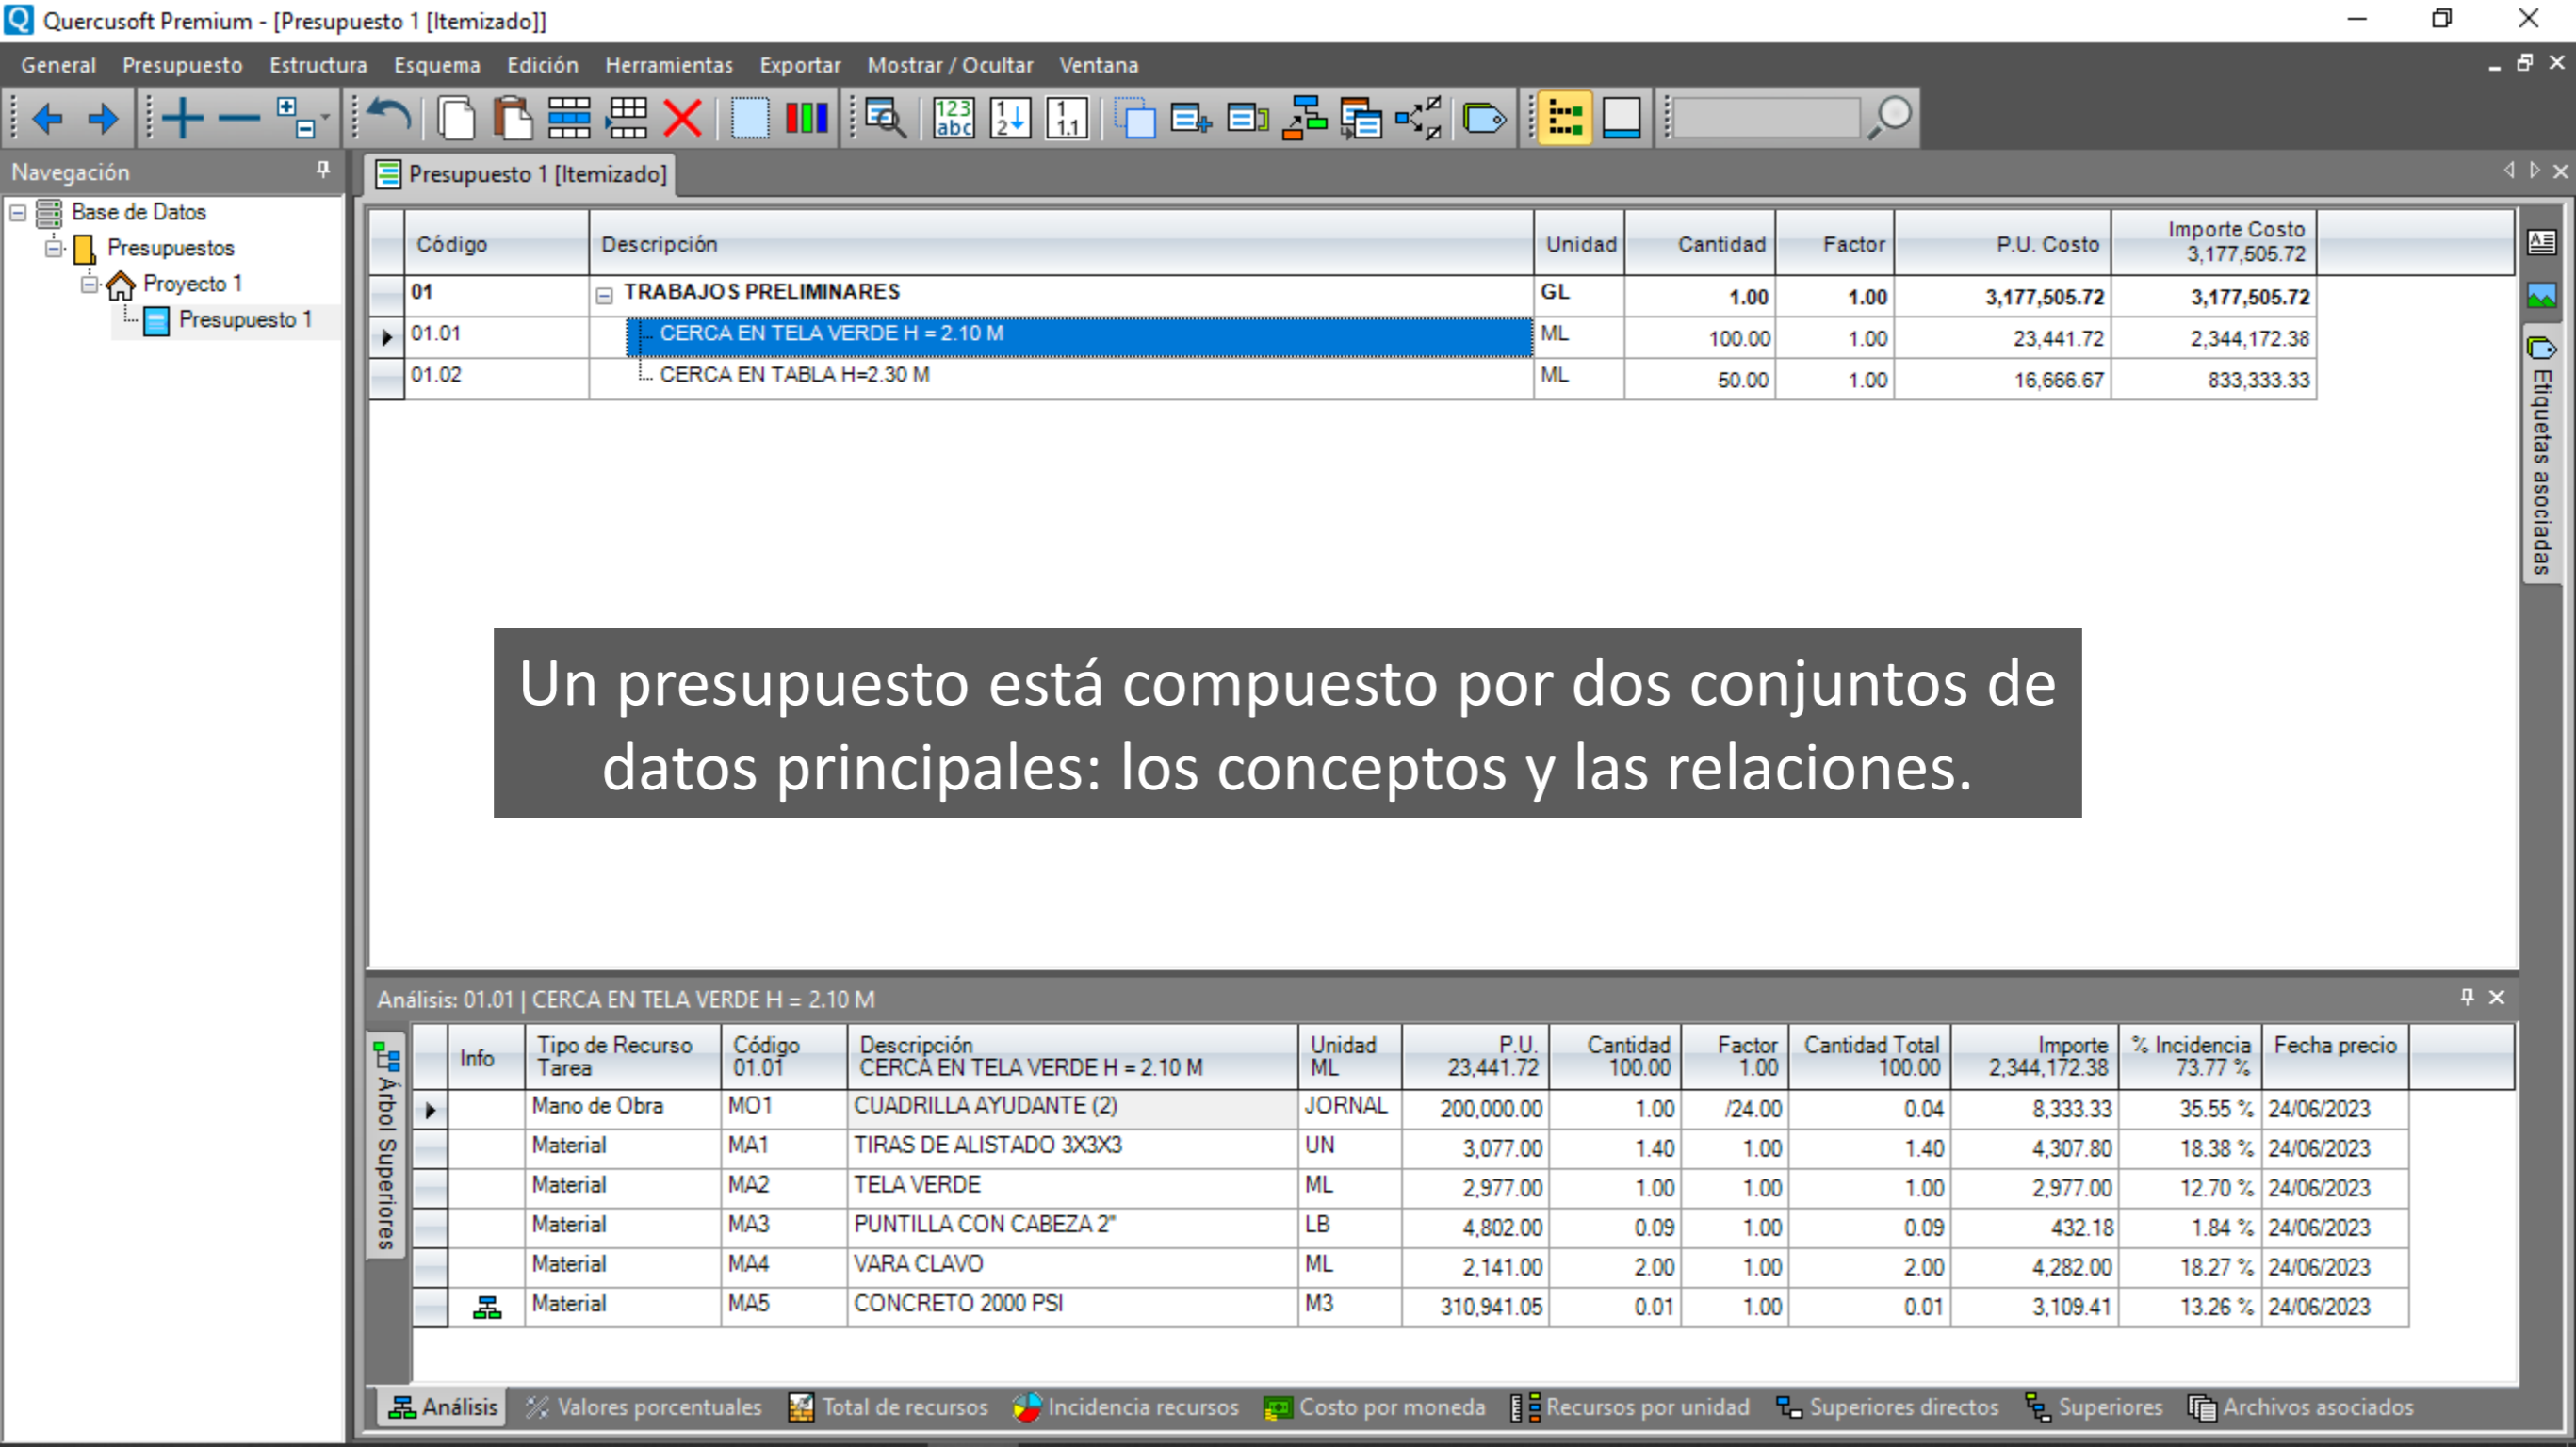 Quercusoft Premium - [Presupuesto 1 [Itemizado]]
General Presupuesto Estructura Esquema Edición Herramientas Exportar Mostrar / Ocultar Ventana
123 abc 1 2 1 1.1
Navegación
Presupuesto 1 [Itemizado]
Base de Datos
Presupuestos
Proyecto 1
Presupuesto 1
Código Descripción Unidad Cantidad Factor P.U. Costo Importe Costo
3,177,505.72
01 TRABAJOS PRELIMINARES GL 1.00 1.00 3,177,505.72 3,177,505.72
01.01 CERCA EN TELA VERDE H = 2.10 M ML 100.00 1.00 23,441.72 2,344,172.38
01.02 CERCA EN TABLA H=2.30 M ML 50.00 1.00 16,666.67 833,333.33
Etiquetas asociadas
Un presupuesto está compuesto por dos conjuntos de
datos principales: los conceptos y las relaciones.
Análisis: 01.01 | CERCA EN TELA VERDE H = 2.10 M
Árbol Superiores
Info Tipo de Recurso Código Descripción Unidad P.U. Cantidad Factor Cantidad Total Importe % Incidencia Fecha precio
Tarea 01.01 CERCA EN TELA VERDE H = 2.10 M ML 23,441.72 100.00 1.00 100.00 2,344,172.38 73.77 %
Mano de Obra MO1 CUADRILLA AYUDANTE (2) JORNAL 200,000.00 1.00 /24.00 0.04 8,333.33 35.55 % 24/06/2023
Material MA1 TIRAS DE ALISTADO 3X3X3 UN 3,077.00 1.40 1.00 1.40 4,307.80 18.38 % 24/06/2023
Material MA2 TELA VERDE ML 2,977.00 1.00 1.00 1.00 2,977.00 12.70 % 24/06/2023
Material MA3 PUNTILLA CON CABEZA 2" LB 4,802.00 0.09 1.00 0.09 432.18 1.84 % 24/06/2023
Material MA4 VARA CLAVO ML 2,141.00 2.00 1.00 2.00 4,282.00 18.27 % 24/06/2023
Material MA5 CONCRETO 2000 PSI M3 310,941.05 0.01 1.00 0.01 3,109.41 13.26 % 24/06/2023
Análisis Valores porcentuales Total de recursos Incidencia recursos Costo por moneda Recursos por unidad Superiores directos Superiores Archivos asociados